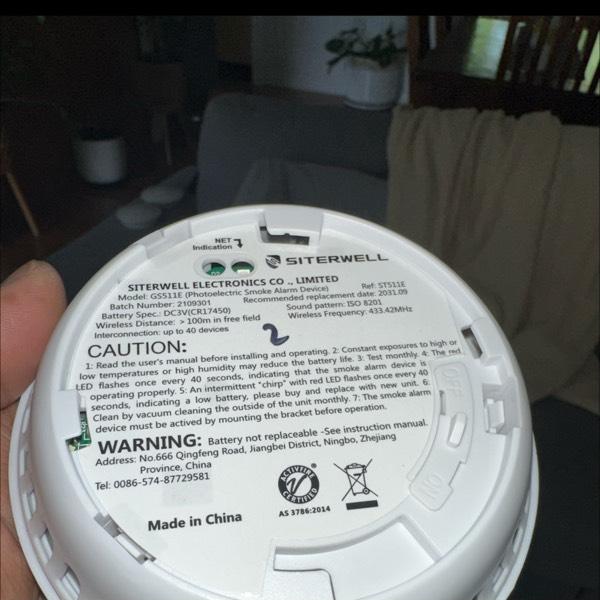 NET
Indication
SITERWELL
SITERWELL ELECTRONICS CO ., LIMITED
Model: GS511E (Photoelectric Smoke Alarm Device) Ref: ST511E
Batch Number: 2109301 Recommended replacement date: 2031.09
Battery Spec.: DC3V(CR17450) Sound pattern: ISO 8201
Wireless Distance: >100m in free field Wireless Frequency: 433.42MHz
Interconnection: up to 40 devices
2
CAUTION:
1: Read the user's manual before installing and operating. 2: Constant exposures to high or
low temperatures or high humidity may reduce the battery life. 3: Test monthly. 4: The red
LED flashes once every 40 seconds, indicating that the smoke alarm device is
operating properly. 5: An intermittent "chirp" with red LED flashes once every 40
seconds, indicating a low battery, please buy and replace with new unit. 6:
Clean by vacuum cleaning the outside of the unit monthly. 7: The smoke alarm
device must be actived by mounting the bracket before operation.
WARNING: Battery not replaceable -See instruction manual.
Address: No.666 Qingfeng Road, Jiangbei District, Ningbo, Zhejiang
Province, China
Tel: 0086-574-87729581
Made in China
ACTIVFIRE
CERTIFIED
AS 3786:2014
OFF
ON